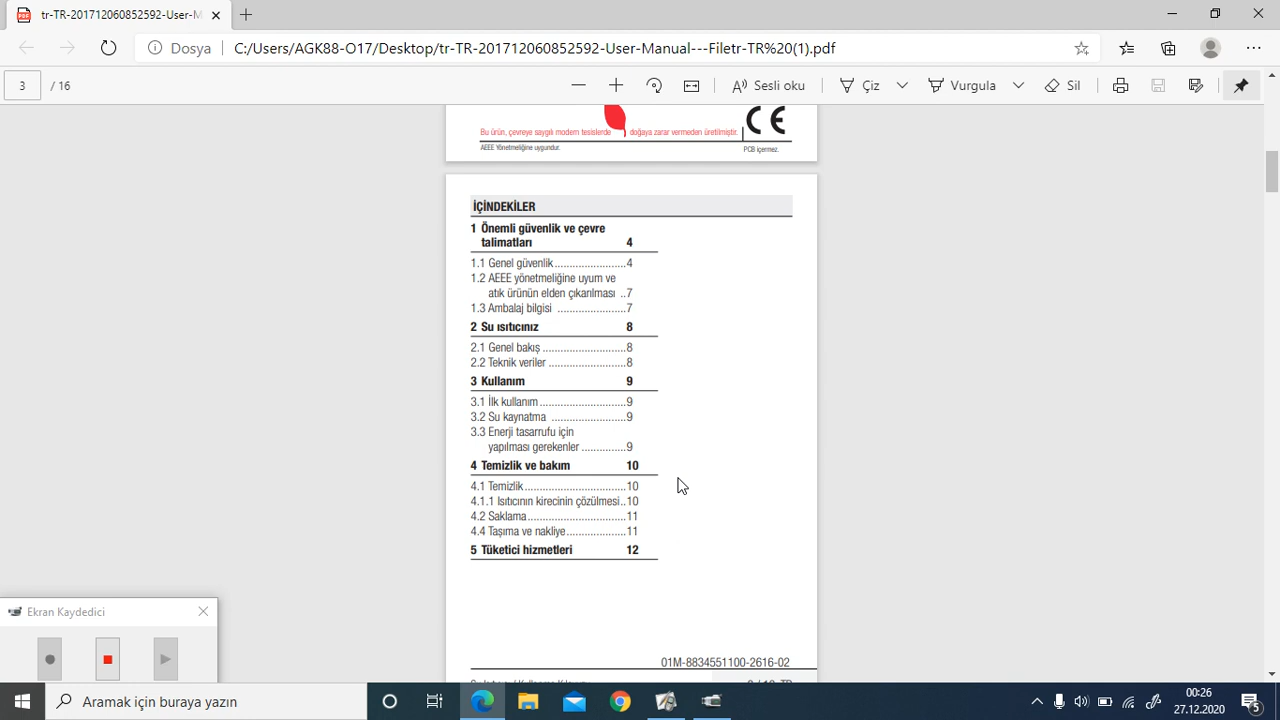 tr-TR-201712060852592-User-M
Dosya C:/Users/AGK88-O17/Desktop/tr-TR-201712060852592-User-Manual---Filetr-TR%20(1).pdf
3 / 16 Sesli oku Çiz Vurgula Sil
Bu ürün, çevreye saygılı modern tesislerde doğaya zarar vermeden üretilmiştir. CE
AEEE Yönetmeliğine uygundur. PCB içermez.
İÇİNDEKİLER
1 Önemli güvenlik ve çevre
talimatları 4
1.1 Genel güvenlik........................4
1.2 AEEE yönetmeliğine uyum ve
atık ürünün elden çıkarılması ..7
1.3 Ambalaj bilgisi .......................7
2 Su ısıtıcınız 8
2.1 Genel bakış............................8
2.2 Teknik veriler..........................8
3 Kullanım 9
3.1 İlk kullanım.............................9
3.2 Su kaynatma .........................9
3.3 Enerji tasarrufu için
yapılması gerekenler ...............9
4 Temizlik ve bakım 10
4.1 Temizlik..................................10
4.1.1 Isıtıcının kirecinin çözülmesi..10
4.2 Saklama.................................11
4.4 Taşıma ve nakliye....................11
5 Tüketici hizmetleri 12
01M-8834551100-2616-02
Ekran Kaydedici
Aramak için buraya yazın
00:26
27.12.2020
5